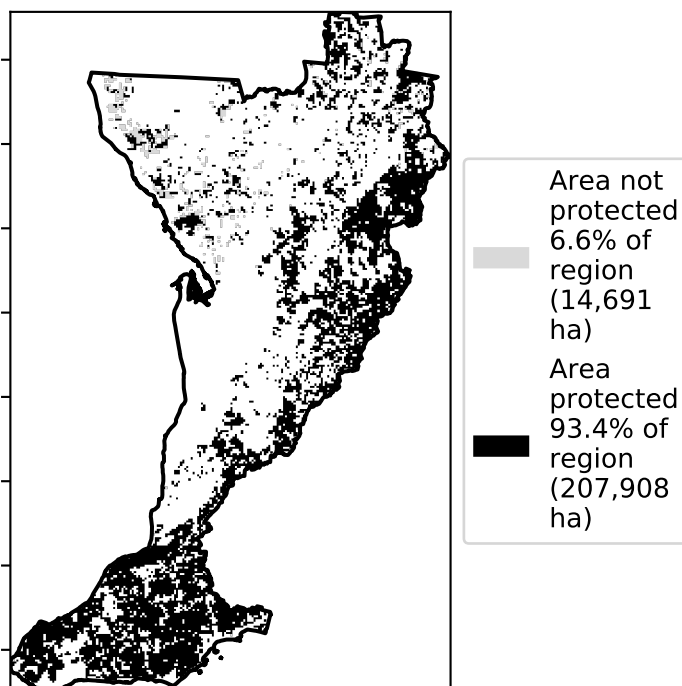 Area not
protected
6.6% of
region
(14,691
ha)
Area
protected
93.4% of
region
(207,908
ha)